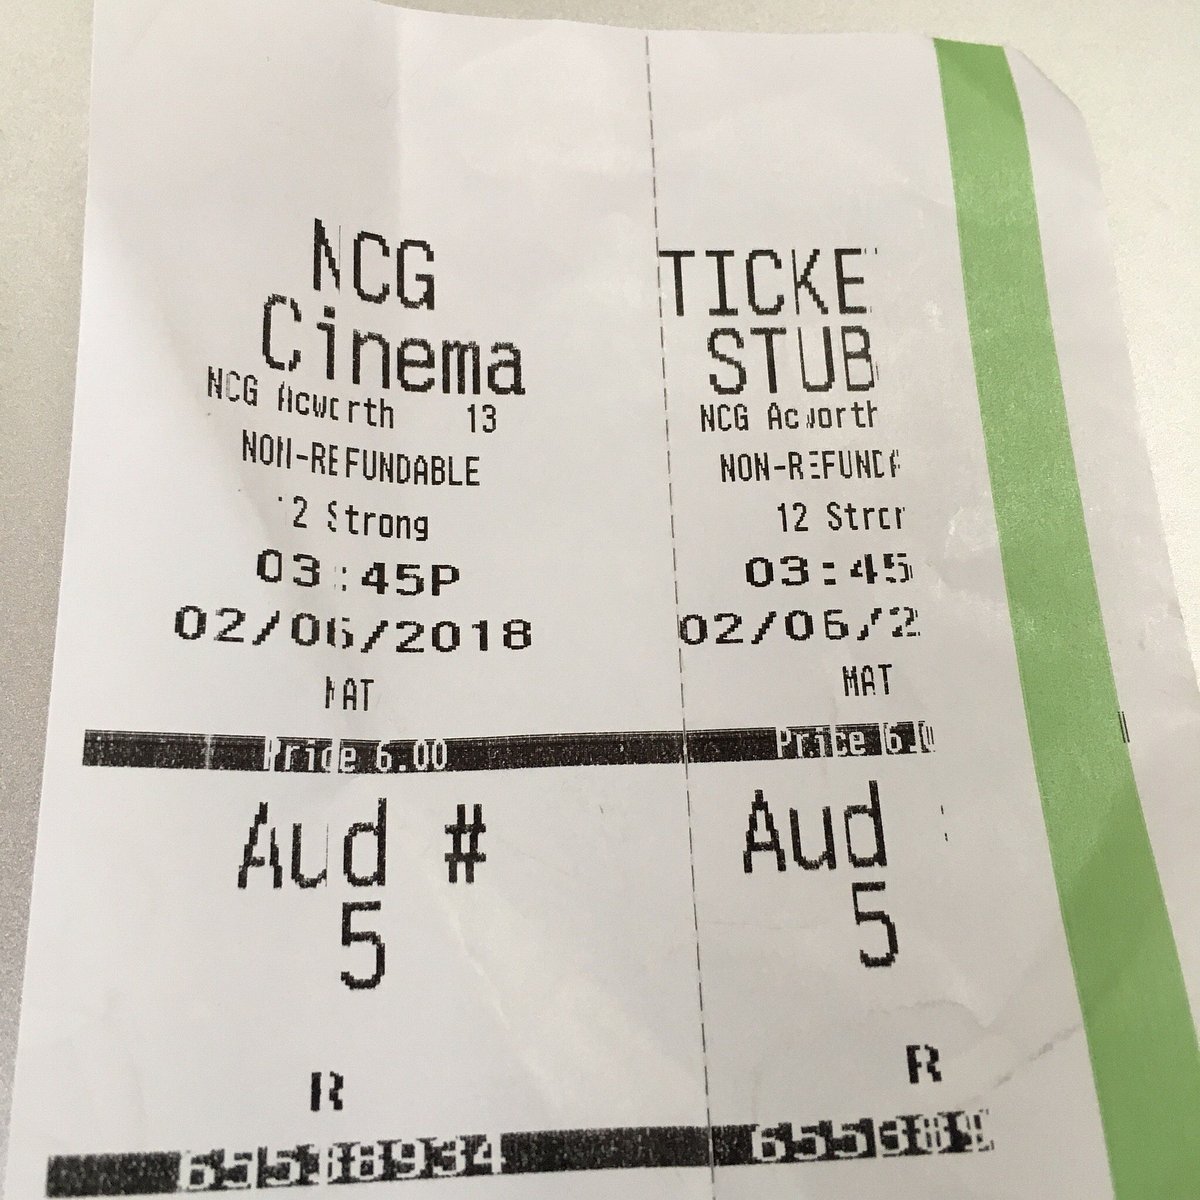 NCG
Cinema
NCG Acworth 13
NON-REFUNDABLE
12 Strong
03:45P
02/06/2018
MAT
Price 6.00
Aud #
5
R
TICKE
STUB
NCG Acworth
NON-REFUNDA
12 Stron
03:45
02/06/2
MAT
Price 6.0
Aud
5
R